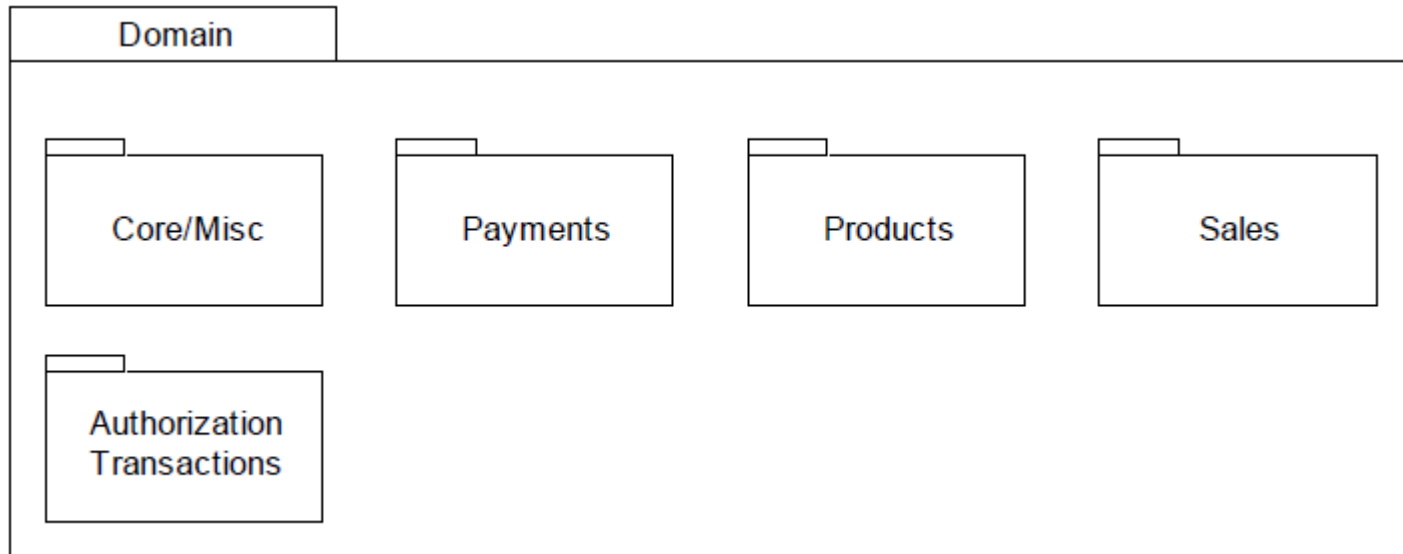 Domain
Core/Misc
Payments
Products
Sales
Authorization
Transactions